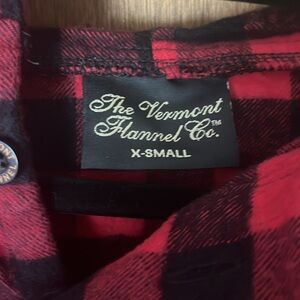 The Vermont
Flannel Co.™
X-SMALL